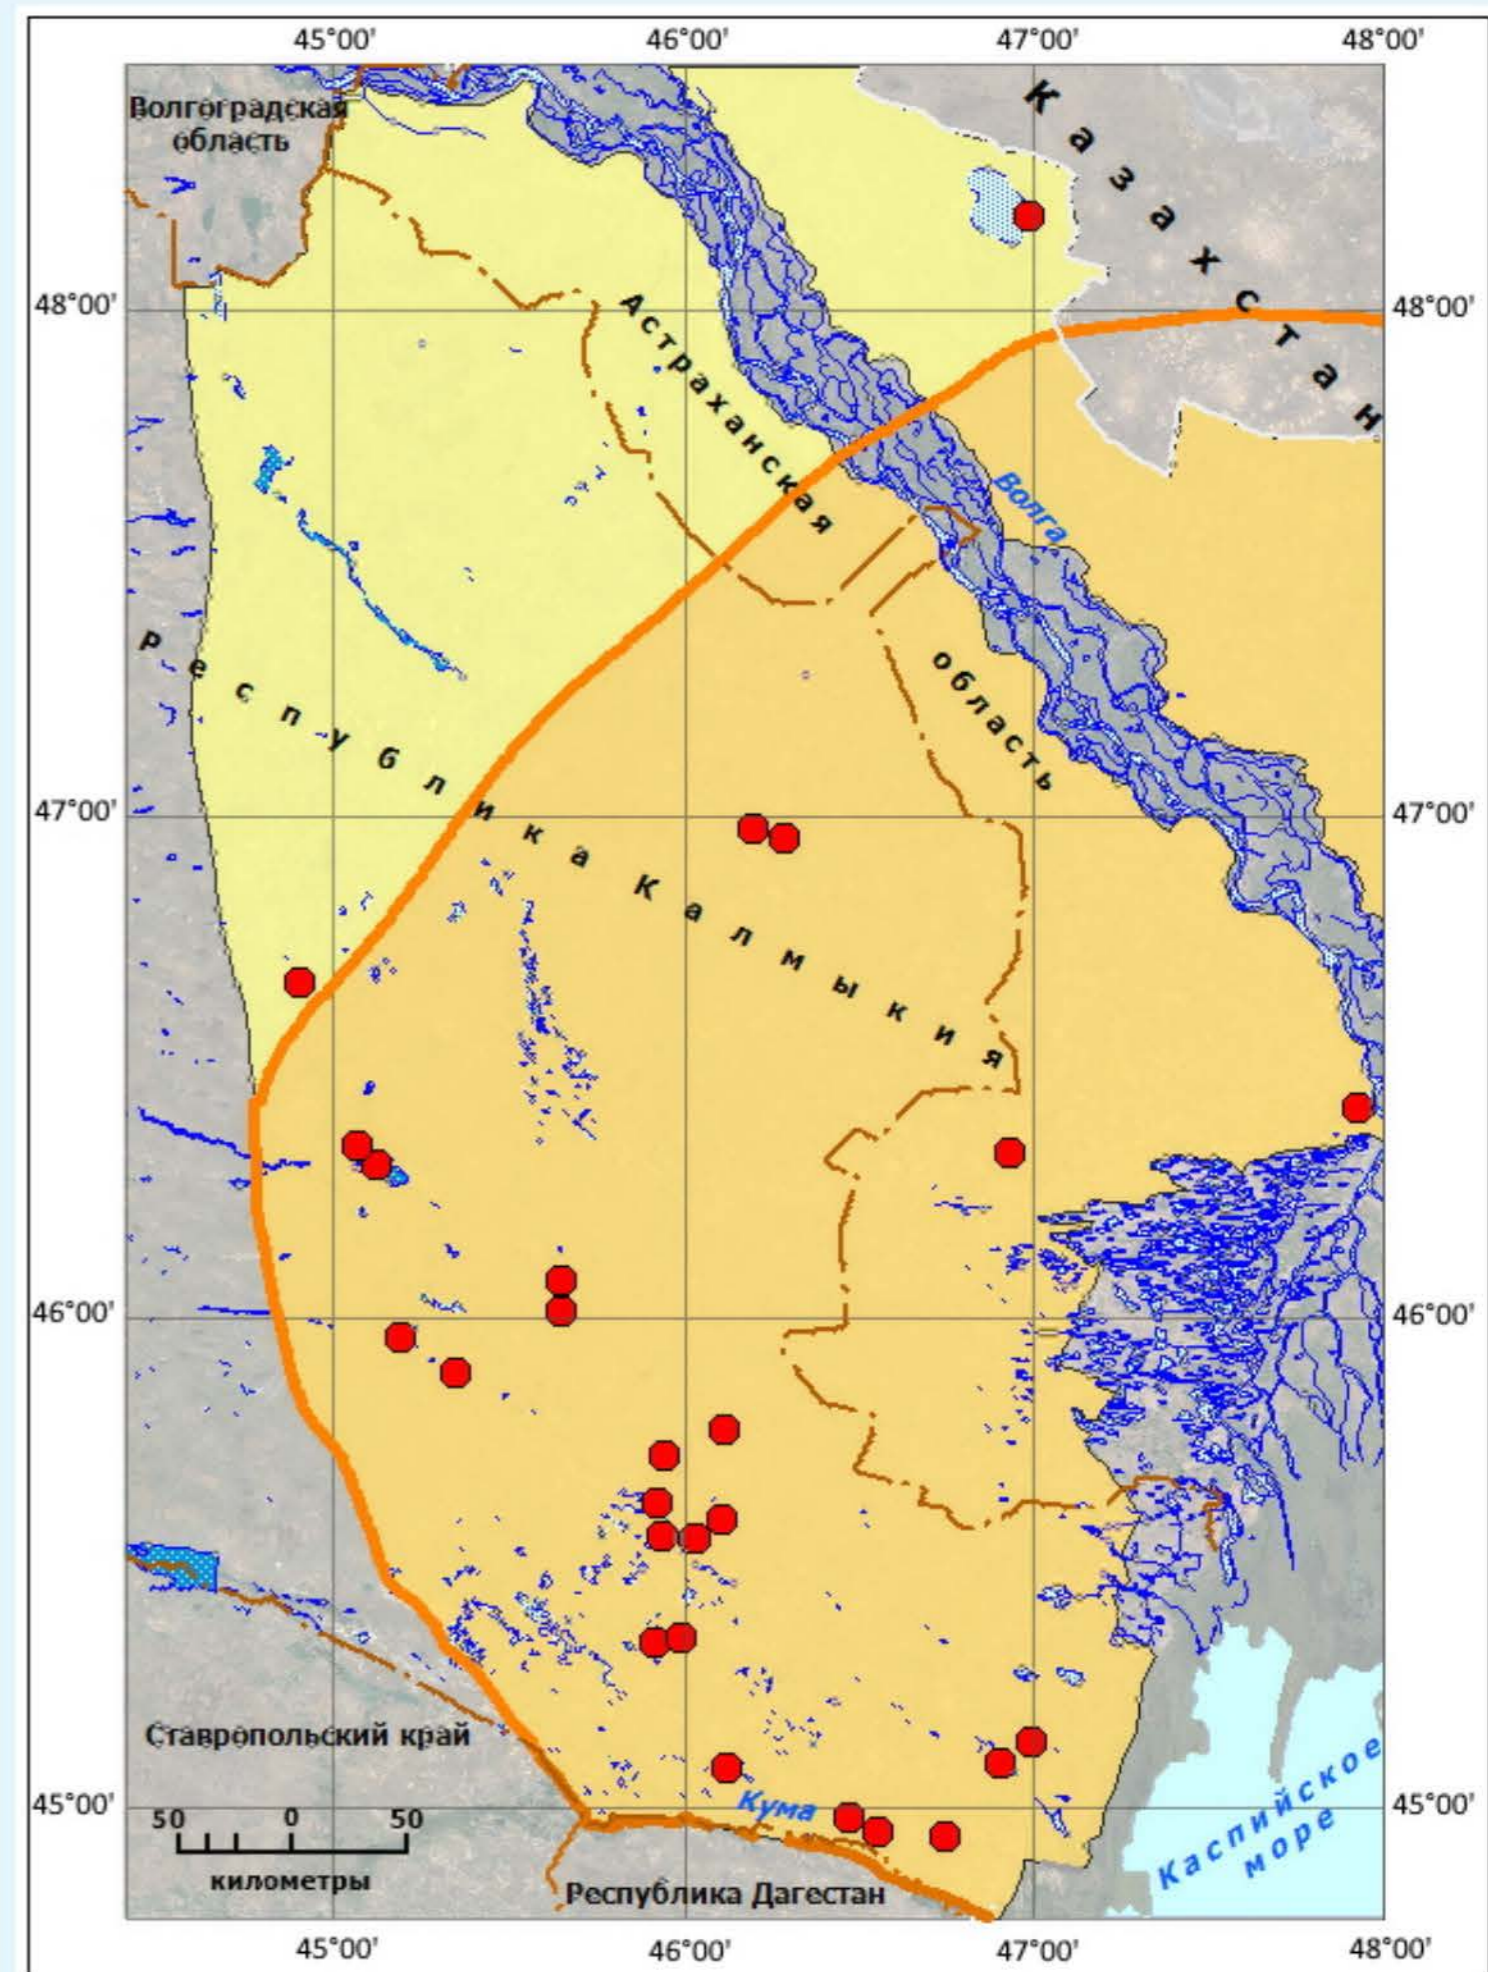 45°00' 46°00' 47°00' 48°00'
Волгоградская
область
Казахстан
48°00' 48°00'
Астраханская
область
Волга
Республика Калмыкия
47°00' 47°00'
46°00' 46°00'
Ставропольский край
45°00' 45°00'
50 0 50
километры
Кума
Республика Дагестан
Каспийское
море
45°00' 46°00' 47°00' 48°00'